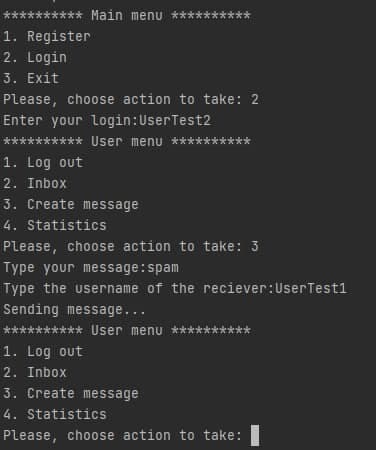 ********** Main menu **********
1. Register
2. Login
3. Exit
Please, choose action to take: 2
Enter your login:UserTest2
********** User menu **********
1. Log out
2. Inbox
3. Create message
4. Statistics
Please, choose action to take: 3
Type your message:spam
Type the username of the reciever:UserTest1
Sending message...
********** User menu **********
1. Log out
2. Inbox
3. Create message
4. Statistics
Please, choose action to take: